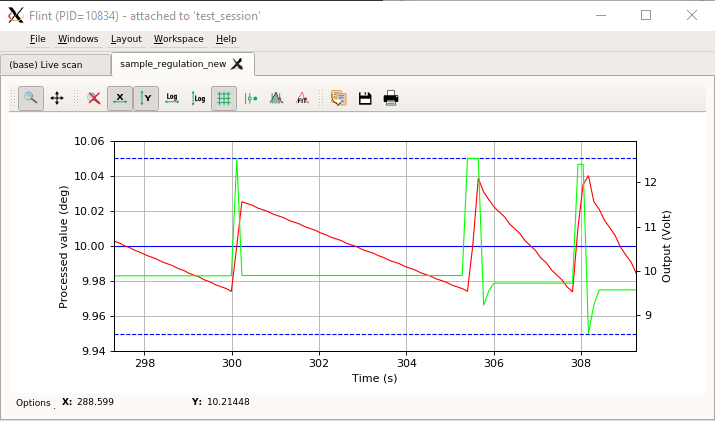 Flint (PID=10834) - attached to 'test_session'
File Windows Layout Workspace Help
(base) Live scan sample_regulation_new
X Y Log Log FIT
10.06
10.04
10.02
10.00
9.98
9.96
9.94
Processed value (deg)
12
11
10
9
Output (Volt)
298 300 302 304 306 308
Time (s)
Options X: 288.599 Y: 10.21448